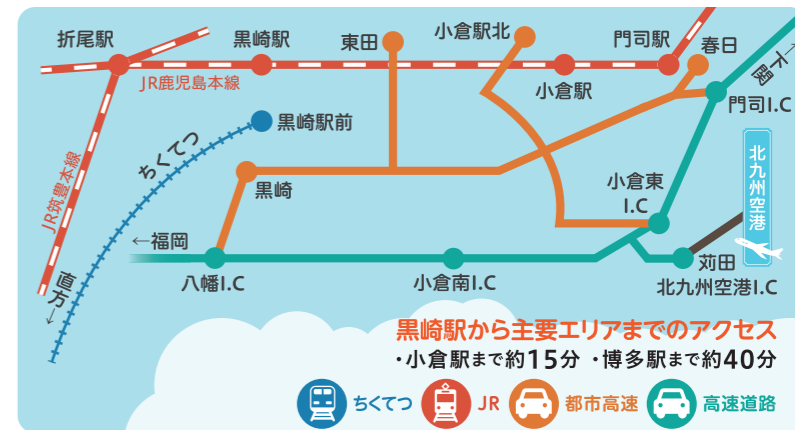 折尾駅
黒崎駅
東田
小倉駅北
門司駅
春日
下関→
JR鹿児島本線
小倉駅
門司I.C
黒崎駅前
ちくてつ
北九州空港
JR筑豊本線
黒崎
小倉東
I.C
←福岡
直方→
八幡I.C
小倉南I.C
苅田
北九州空港I.C
黒崎駅から主要エリアまでのアクセス
・小倉駅まで約15分 ・博多駅まで約40分
ちくてつ
JR
都市高速
高速道路